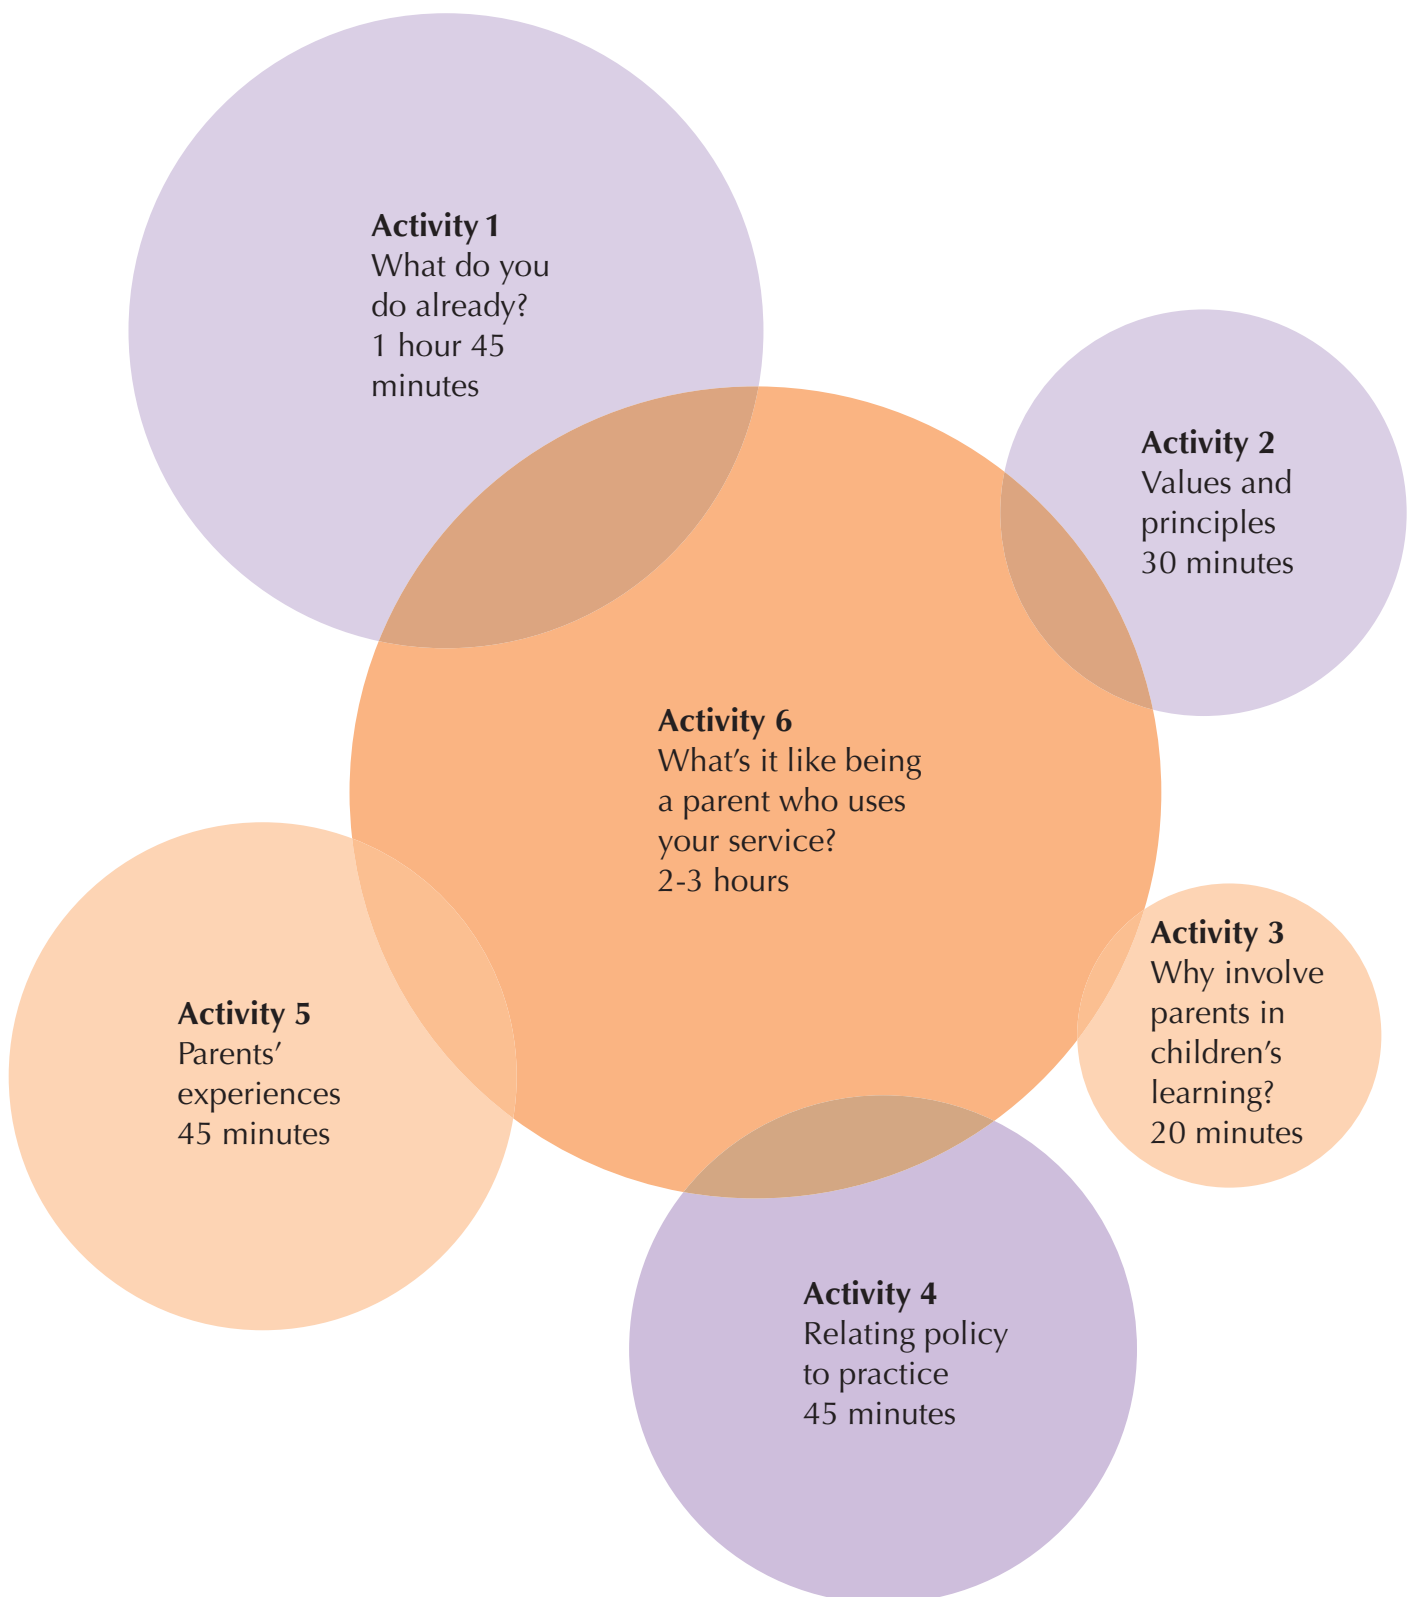 Activity 1
What do you
do already?
1 hour 45
minutes
Activity 2
Values and
principles
30 minutes
Activity 6
What’s it like being
a parent who uses
your service?
2-3 hours
Activity 3
Why involve
parents in
children’s
learning?
20 minutes
Activity 5
Parents’
experiences
45 minutes
Activity 4
Relating policy
to practice
45 minutes